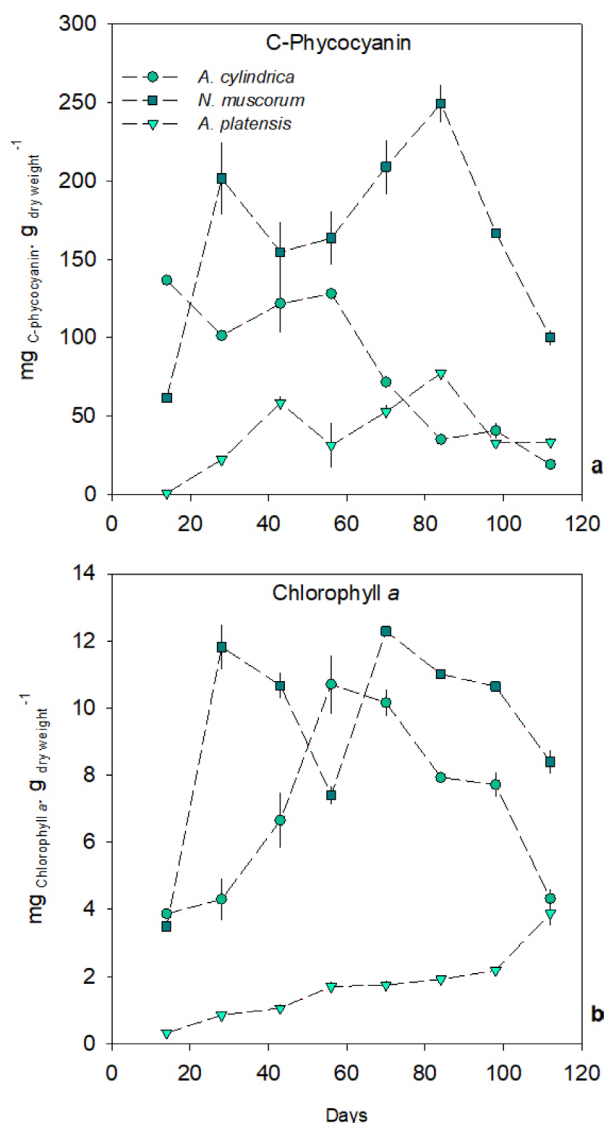 C-Phycocyanin
A. cylindrica
N. muscorum
A. platensis
mg C-phycocyanin· g dry weight -1
300
250
200
150
100
50
0
0 20 40 60 80 100 120
a
Chlorophyll a
mg Chlorophyll a· g dry weight -1
14
12
10
8
6
4
2
0
0 20 40 60 80 100 120
b
Days